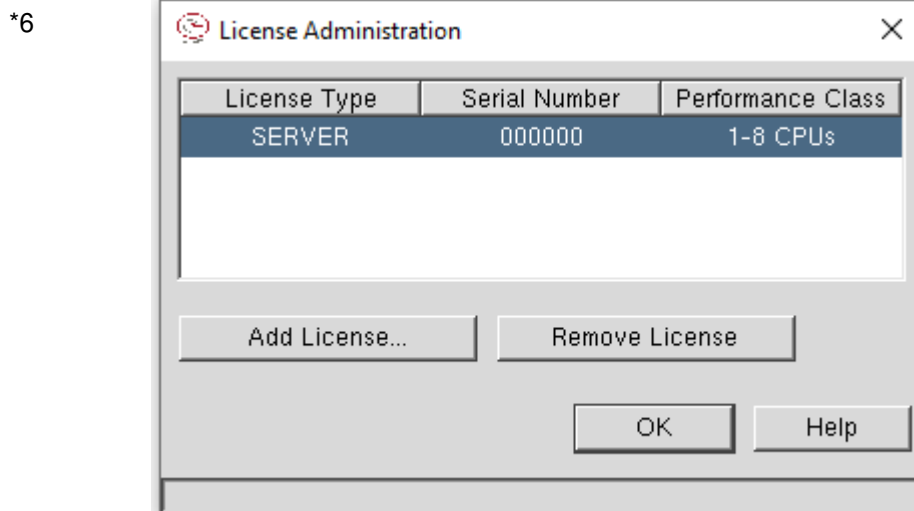 *6
License Administration
License Type Serial Number Performance Class
SERVER 000000 1-8 CPUs
Add License... Remove License
OK Help